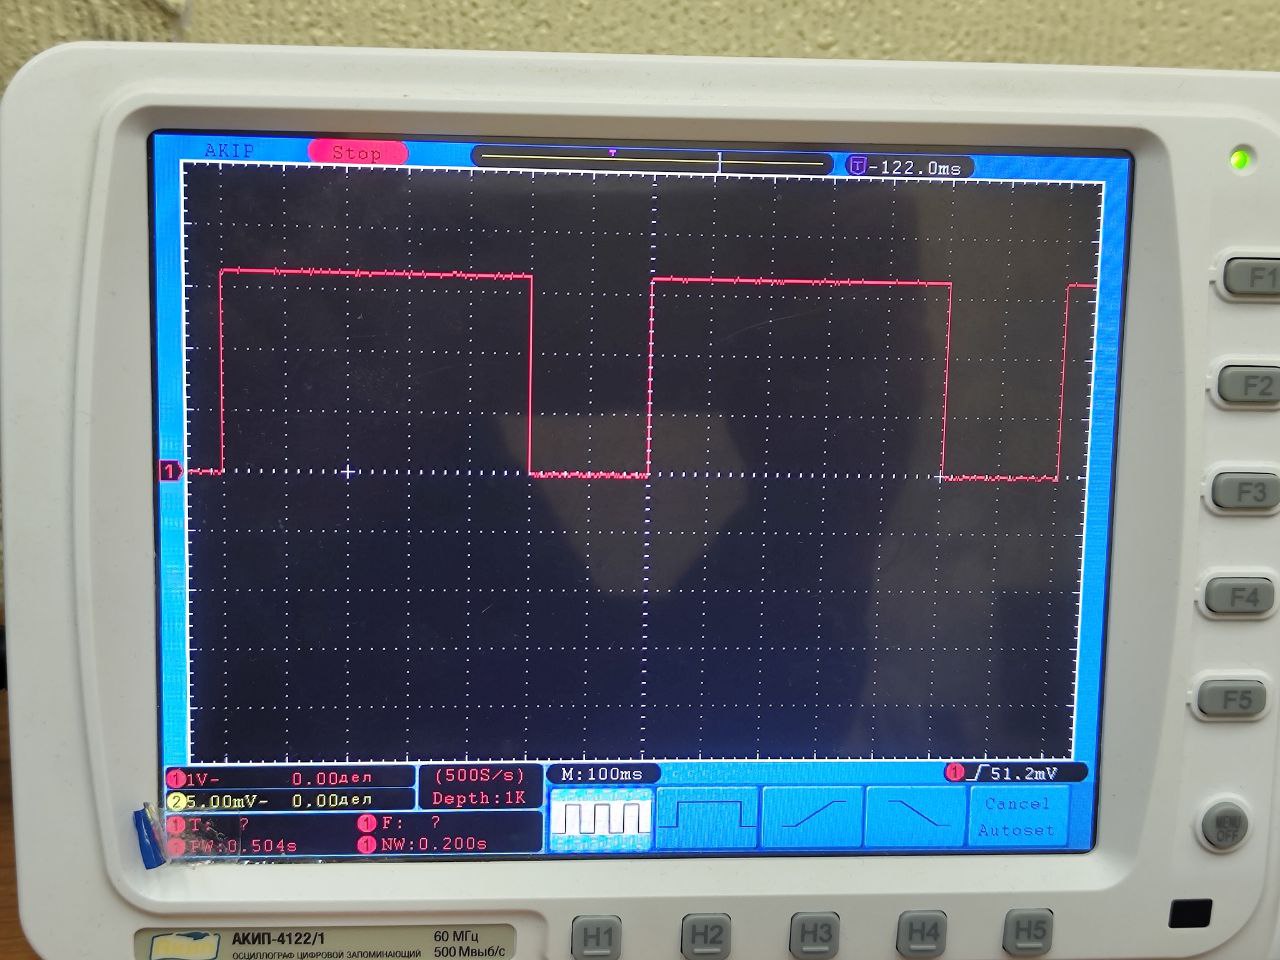 AKIP Stop T T -122.0ms
F1
F2
1
F3
F4
F5
1 1V- 0.00дел (500S/s) M:100ms 1 51.2mV
2 5.00mV- 0.00дел Depth:1K
1 T: ? 1 F: ? Cancel
1 PW:0.504s 1 NW:0.200s Autoset
MENU
OFF
АКИП-4122/1 60 МГц
ОСЦИЛЛОГРАФ ЦИФРОВОЙ ЗАПОМИНАЮЩИЙ 500 Мвыб/с
H1 H2 H3 H4 H5